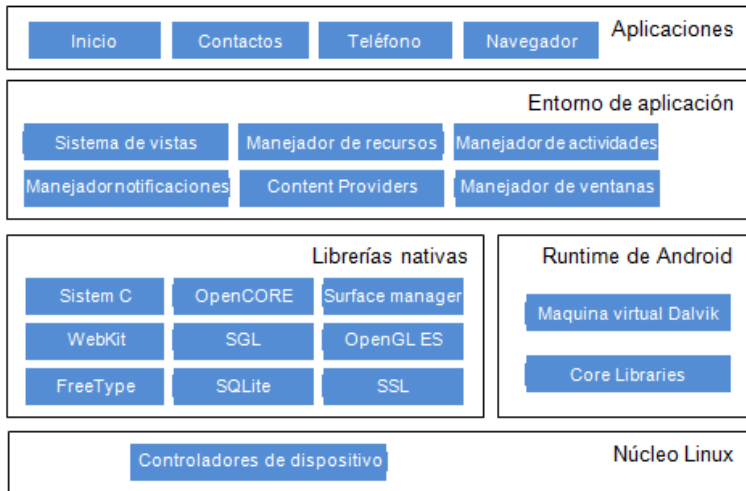 Aplicaciones
Inicio
Contactos
Teléfono
Navegador
Entorno de aplicación
Sistema de vistas
Manejador de recursos
Manejador de actividades
Manejador notificaciones
Content Providers
Manejador de ventanas
Librerías nativas
Sistem C
OpenCORE
Surface manager
WebKit
SGL
OpenGL ES
FreeType
SQLite
SSL
Runtime de Android
Maquina virtual Dalvik
Core Libraries
Núcleo Linux
Controladores de dispositivo